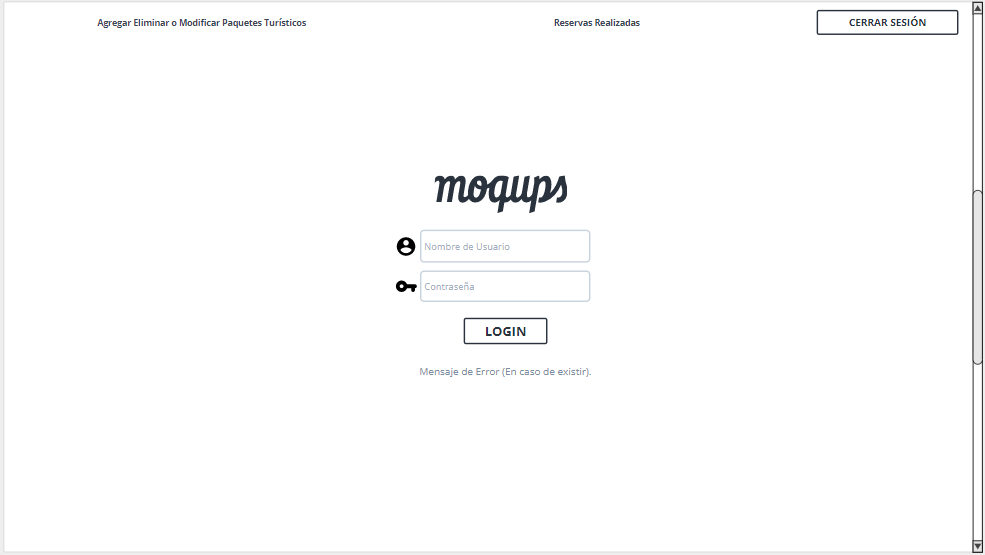 Agregar Eliminar o Modificar Paquetes Turísticos
Reservas Realizadas
CERRAR SESIÓN
moqups
Nombre de Usuario
Contraseña
LOGIN
Mensaje de Error (En caso de existir).